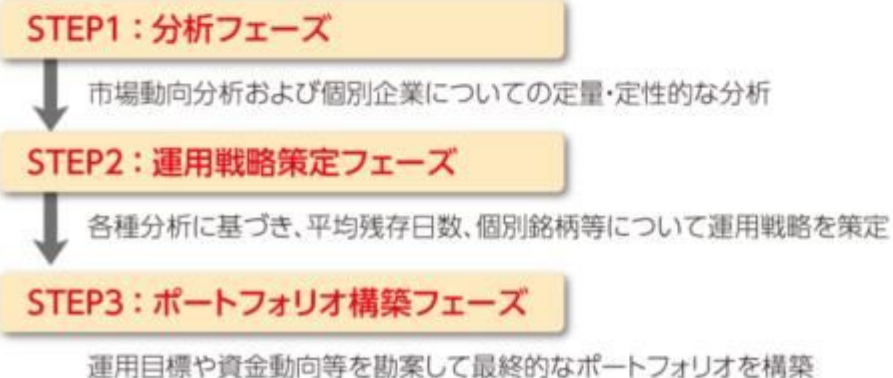 STEP1：分析フェーズ
市場動向分析および個別企業についての定量・定性的な分析
STEP2：運用戦略策定フェーズ
各種分析に基づき、平均残存日数、個別銘柄等について運用戦略を策定
STEP3：ポートフォリオ構築フェーズ
運用目標や資金動向等を勘案して最終的なポートフォリオを構築